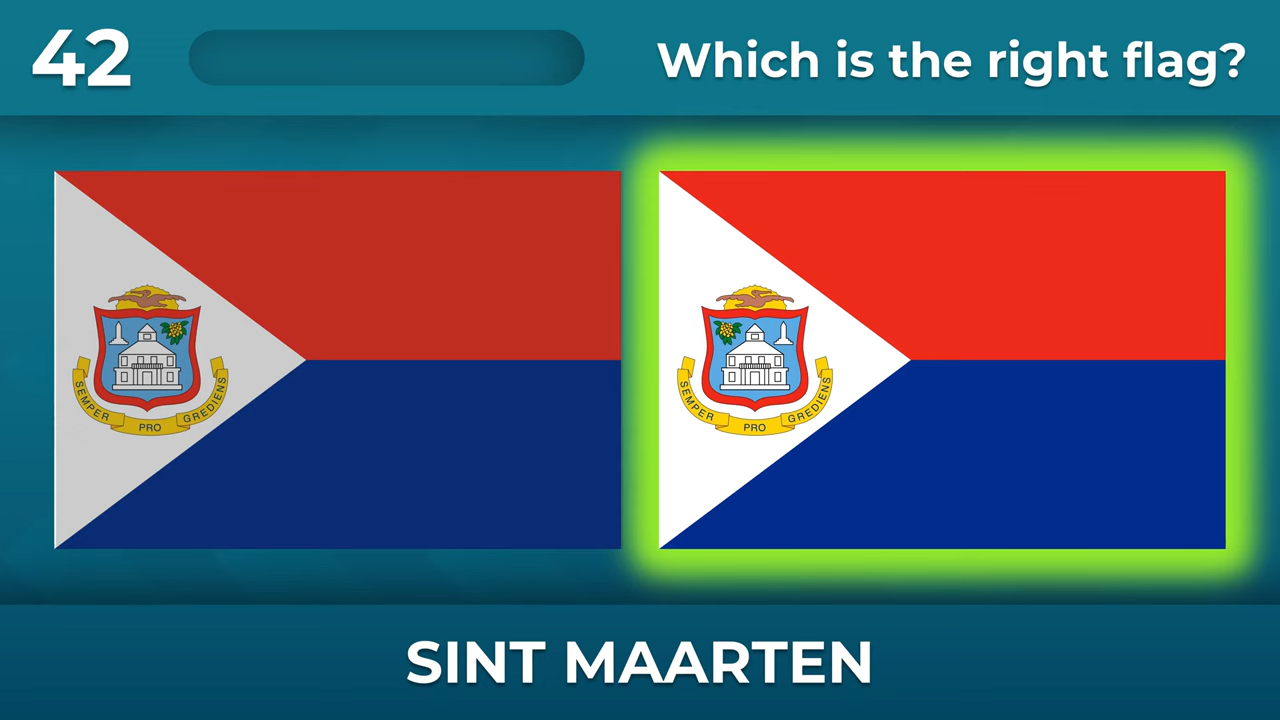 42
Which is the right flag?
SEMPER PRO GREDIENS
SEMPER PRO GREDIENS
SINT MAARTEN